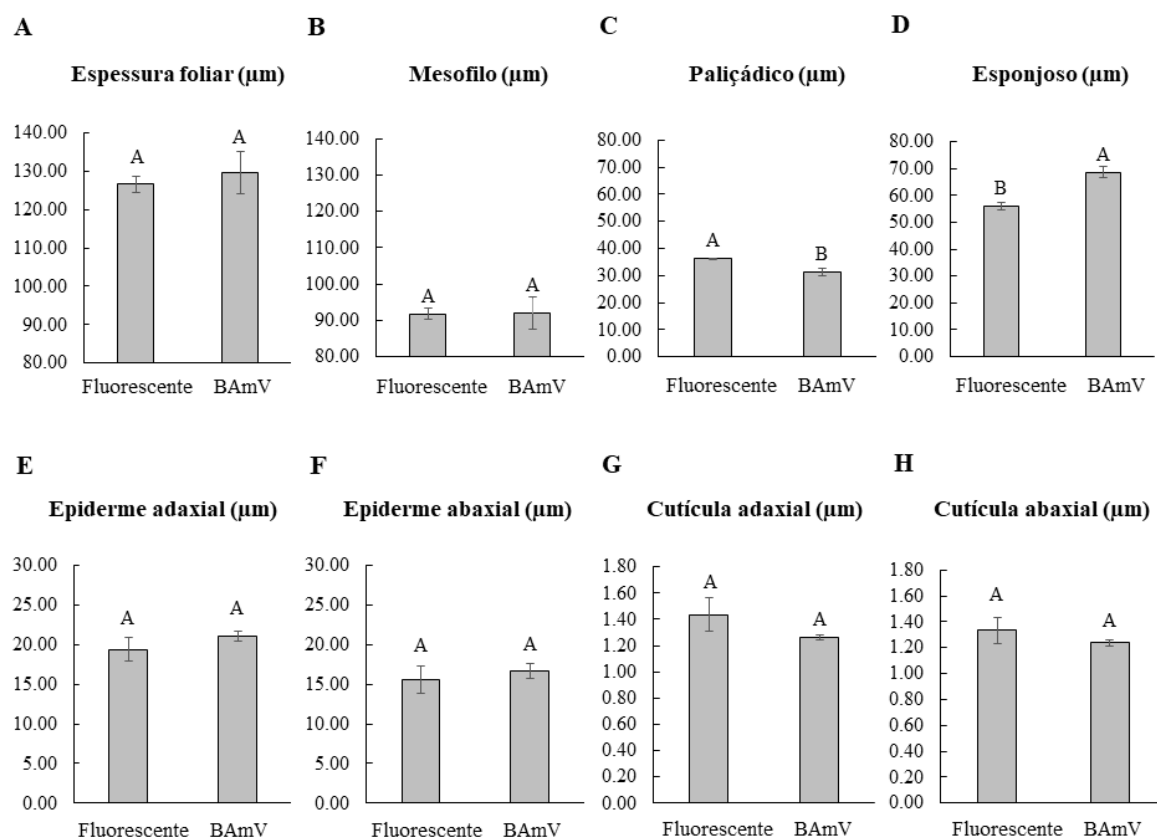 A
Espessura foliar (µm)
140.00
130.00
120.00
110.00
100.00
90.00
80.00
A
A
Fluorescente
BAmV
B
Mesofilo (µm)
140.00
130.00
120.00
110.00
100.00
90.00
80.00
A
A
Fluorescente
BAmV
C
Paliçádico (µm)
80.00
70.00
60.00
50.00
40.00
30.00
20.00
10.00
0.00
A
B
Fluorescente
BAmV
D
Esponjoso (µm)
80.00
70.00
60.00
50.00
40.00
30.00
20.00
10.00
0.00
B
A
Fluorescente
BAmV
E
Epiderme adaxial (µm)
30.00
25.00
20.00
15.00
10.00
5.00
0.00
A
A
Fluorescente
BAmV
F
Epiderme abaxial (µm)
30.00
25.00
20.00
15.00
10.00
5.00
0.00
A
A
Fluorescente
BAmV
G
Cutícula adaxial (µm)
1.80
1.60
1.40
1.20
1.00
0.80
0.60
0.40
0.20
0.00
A
A
Fluorescente
BAmV
H
Cutícula abaxial (µm)
1.80
1.60
1.40
1.20
1.00
0.80
0.60
0.40
0.20
0.00
A
A
Fluorescente
BAmV